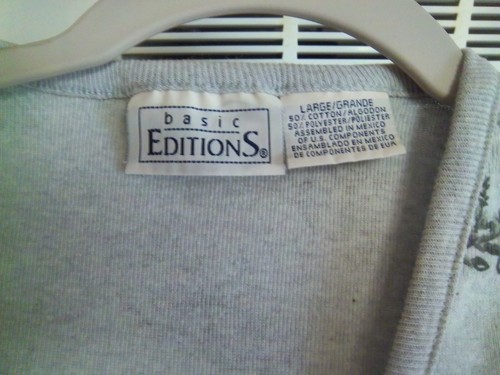 basic
EDITIONS®
LARGE/GRANDE
50% COTTON/ALGODON
50% POLYESTER/POLIESTER
ASSEMBLED IN MEXICO
OF U.S. COMPONENTS
ENSAMBLADO EN MEXICO
DE COMPONENTES DE EUA